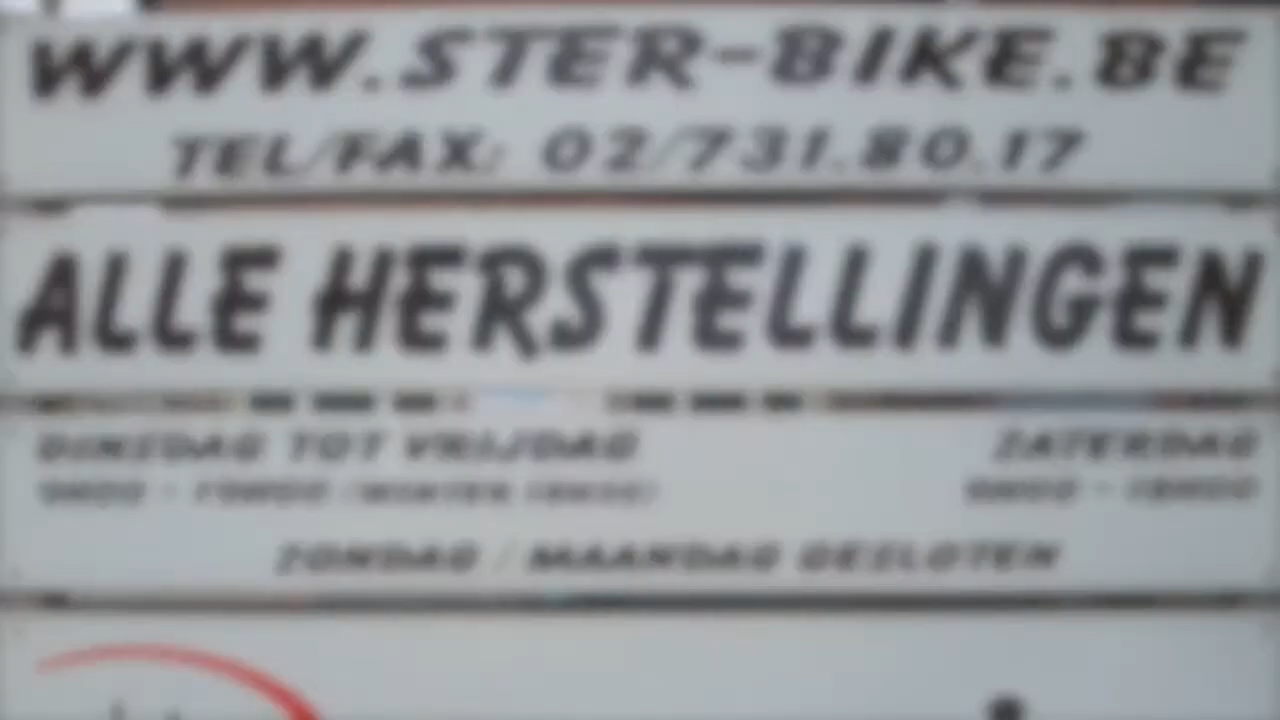 WWW.STER-BIKE.BE
TEL/FAX: 02/731.80.17
ALLE HERSTELLINGEN
DINSDAG TOT VRIJDAG
ZATERDAG
ZONDAG / MAANDAG GESLOTEN